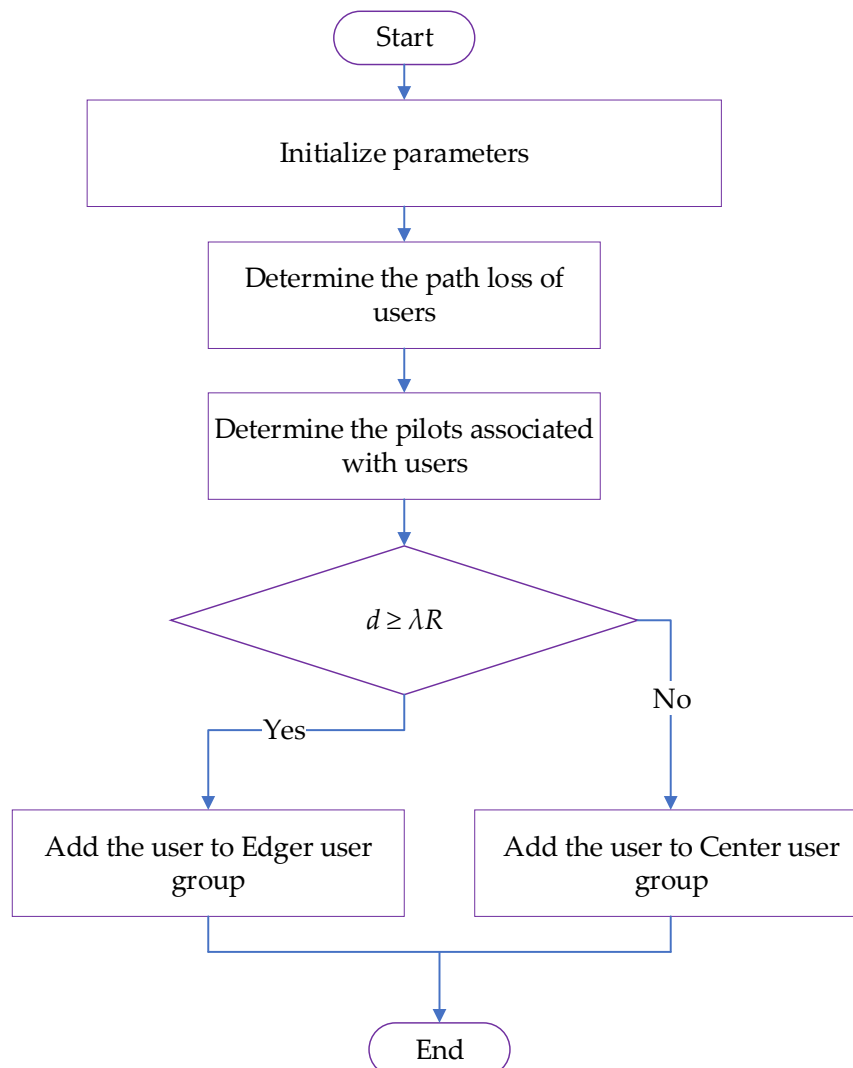 Start
Initialize parameters
Determine the path loss of
users
Determine the pilots associated
with users
d ≥ λR
Yes
No
Add the user to Edger user
group
Add the user to Center user
group
End